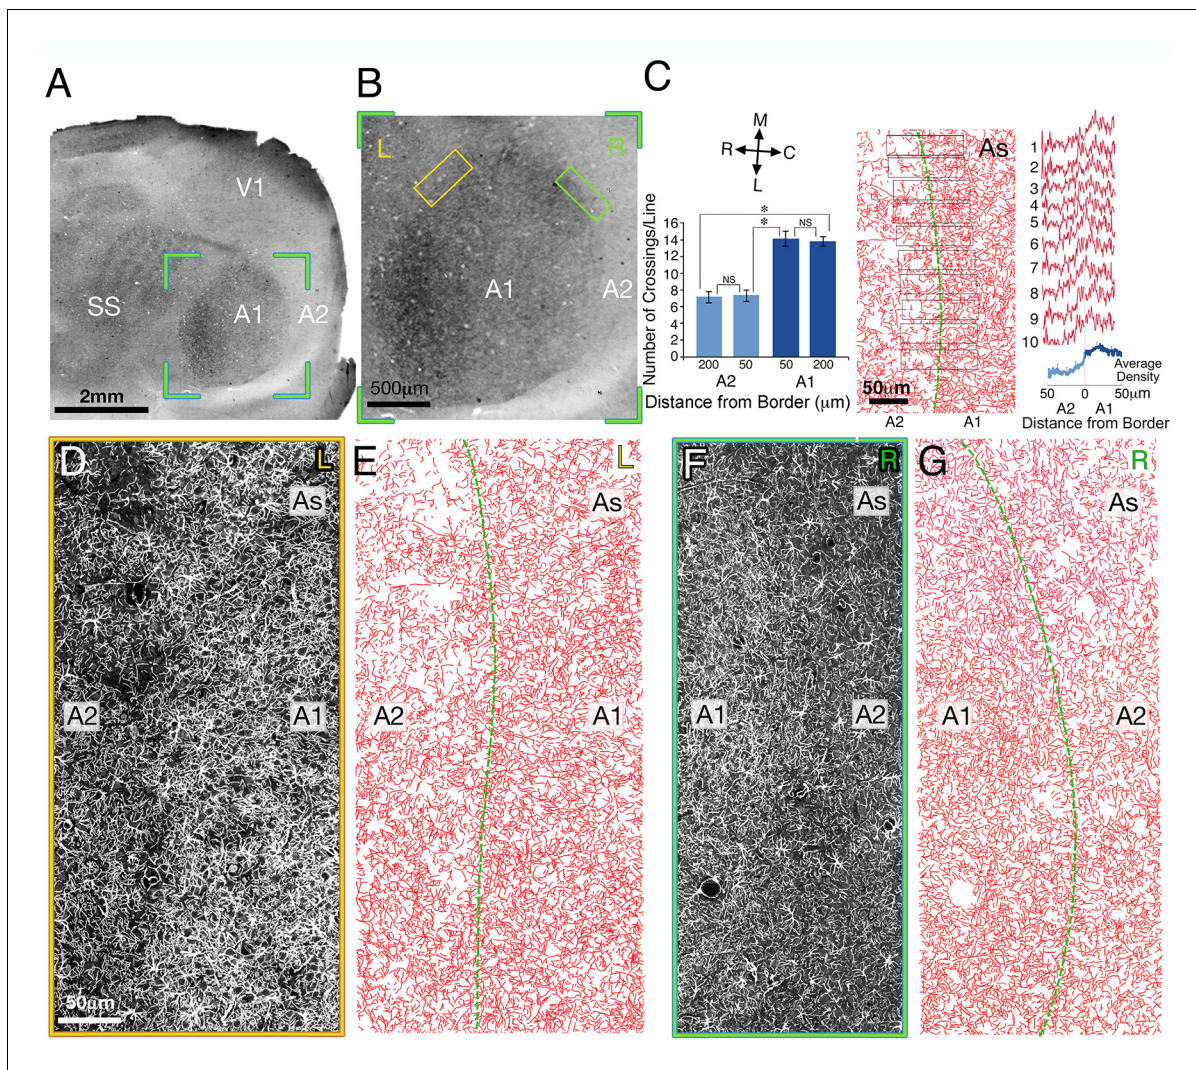 A
V1
SS
A1
A2
2mm
B
L
R
A1
A2
500μm
C
M
R
C
L
Number of Crossings/Line
16
14
12
10
8
6
4
2
0
NS
*
*
NS
200
50
50
200
A2
A1
Distance from Border (μm)
As
50μm
A2
A1
1
2
3
4
5
6
7
8
9
10
Average
Density
50
0
50μm
A2
A1
Distance from Border
D
L
As
A2
A1
50μm
E
L
As
A2
A1
F
R
As
A1
A2
G
R
As
A1
A2